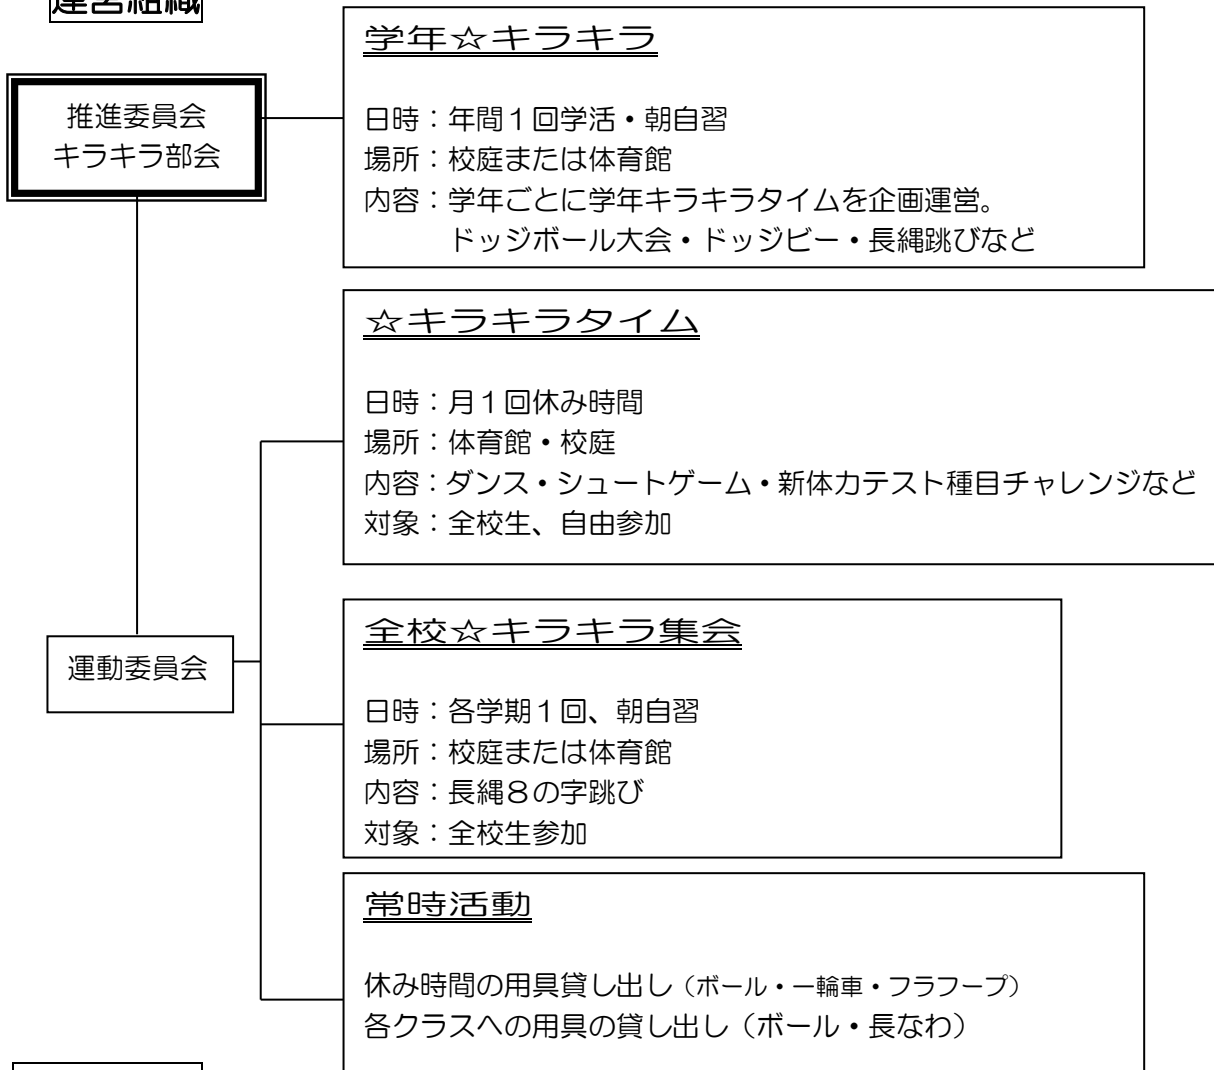 運営組織
学年☆キラキラ
推進委員会
キラキラ部会
日時：年間１回学活・朝自習
場所：校庭または体育館
内容：学年ごとに学年キラキラタイムを企画運営。
ドッジボール大会・ドッジビー・長縄跳びなど
☆キラキラタイム
日時：月１回休み時間
場所：体育館・校庭
内容：ダンス・シュートゲーム・新体力テスト種目チャレンジなど
対象：全校生、自由参加
運動委員会
全校☆キラキラ集会
日時：各学期１回、朝自習
場所：校庭または体育館
内容：長縄８の字跳び
対象：全校生参加
常時活動
休み時間の用具貸し出し（ボール・一輪車・フラフープ）
各クラスへの用具の貸し出し（ボール・長なわ）